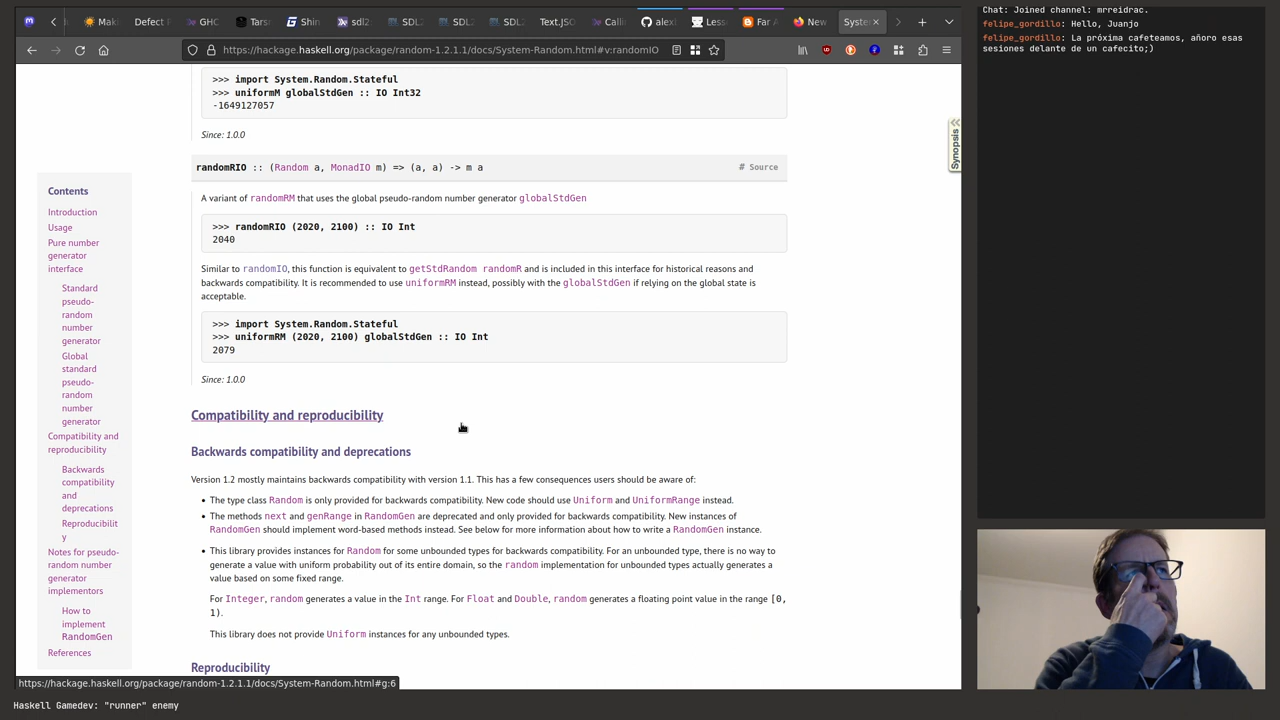 Mak
Defect F
GHC
Tarsn
Shin
sdl2
SDL
SDL2
Text.JSO
Callin
alext
Less
Far A
New
Syste
https://hackage.haskell.org/package/random-1.2.1.1/docs/System-Random.html#v:randomIO
>>> import System.Random.Stateful
>>> uniformM globalStdGen :: IO Int32
-1649127057
Since: 1.0.0
randomRIO :: (Random a, MonadIO m) => (a, a) -> m a
# Source
A variant of randomRM that uses the global pseudo-random number generator globalStdGen
>>> randomRIO (2020, 2100) :: IO Int
2040
Similar to randomIO, this function is equivalent to getStdRandom randomR and is included in this interface for historical reasons and
backwards compatibility. It is recommended to use uniformRM instead, possibly with the globalStdGen if relying on the global state is
acceptable.
>>> import System.Random.Stateful
>>> uniformRM (2020, 2100) globalStdGen :: IO Int
2079
Since: 1.0.0
Compatibility and reproducibility
Backwards compatibility and deprecations
Version 1.2 mostly maintains backwards compatibility with version 1.1. This has a few consequences users should be aware of:
• The type class Random is only provided for backwards compatibility. New code should use Uniform and UniformRange instead.
• The methods next and genRange in RandomGen are deprecated and only provided for backwards compatibility. New instances of
RandomGen should implement word-based methods instead. See below for more information about how to write a RandomGen instance.
• This library provides instances for Random for some unbounded types for backwards compatibility. For an unbounded type, there is no way to
generate a value with uniform probability out of its entire domain, so the random implementation for unbounded types actually generates a
value based on some fixed range.
For Integer, random generates a value in the Int range. For Float and Double, random generates a floating point value in the range [0,
1).
This library does not provide Uniform instances for any unbounded types.
Reproducibility
Contents
Introduction
Usage
Pure number
generator
interface
Standard
pseudo-
random
number
generator
Global
standard
pseudo-
random
number
generator
Compatibility and
reproducibility
Backwards
compatibility
and
deprecations
Reproducibilit
y
Notes for pseudo-
random number
generator
implementors
How to
implement
RandomGen
References
Synopsis
https://hackage.haskell.org/package/random-1.2.1.1/docs/System-Random.html#g:6
Chat: Joined channel: mrreidrac.
felipe_gordillo: Hello, Juanjo
felipe_gordillo: La próxima cafeteamos, añoro esas
sesiones delante de un cafecito;)
Haskell Gamedev: "runner" enemy